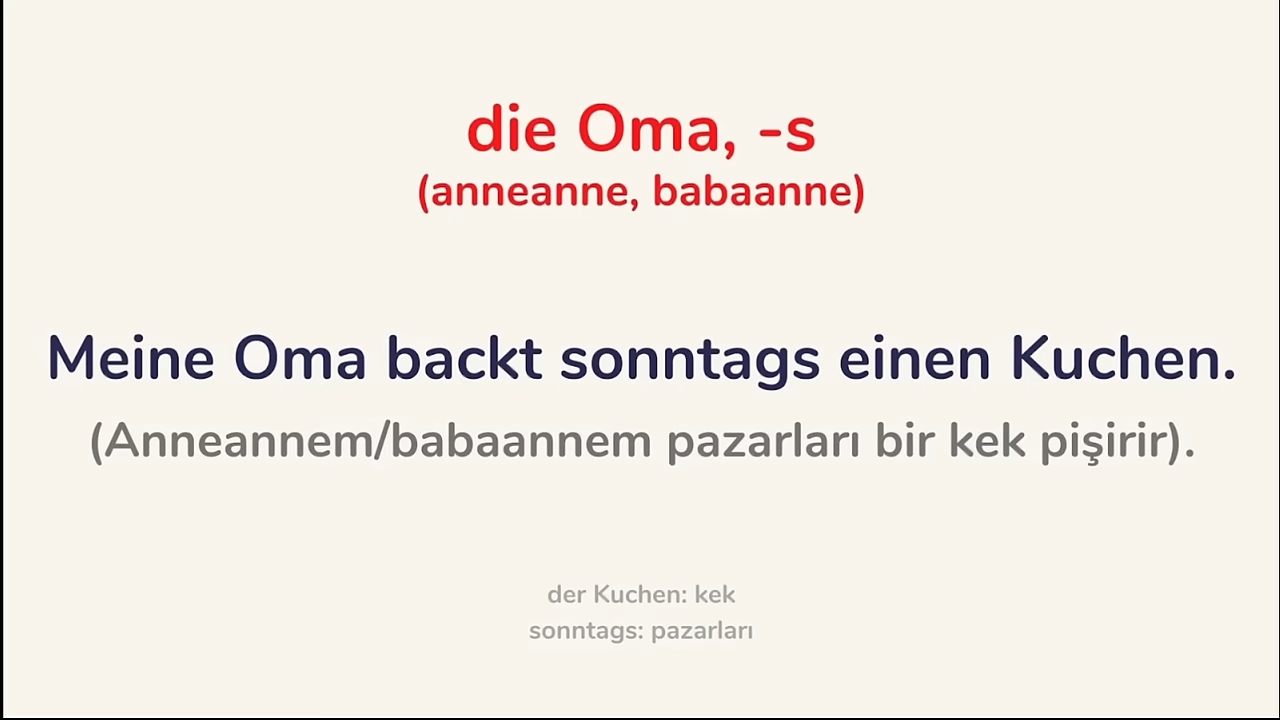 die Oma, -s
(anneanne, babaanne)
Meine Oma backt sonntags einen Kuchen.
(Anneannem/babaannem pazarları bir kek pişirir).
der Kuchen: kek
sonntags: pazarları